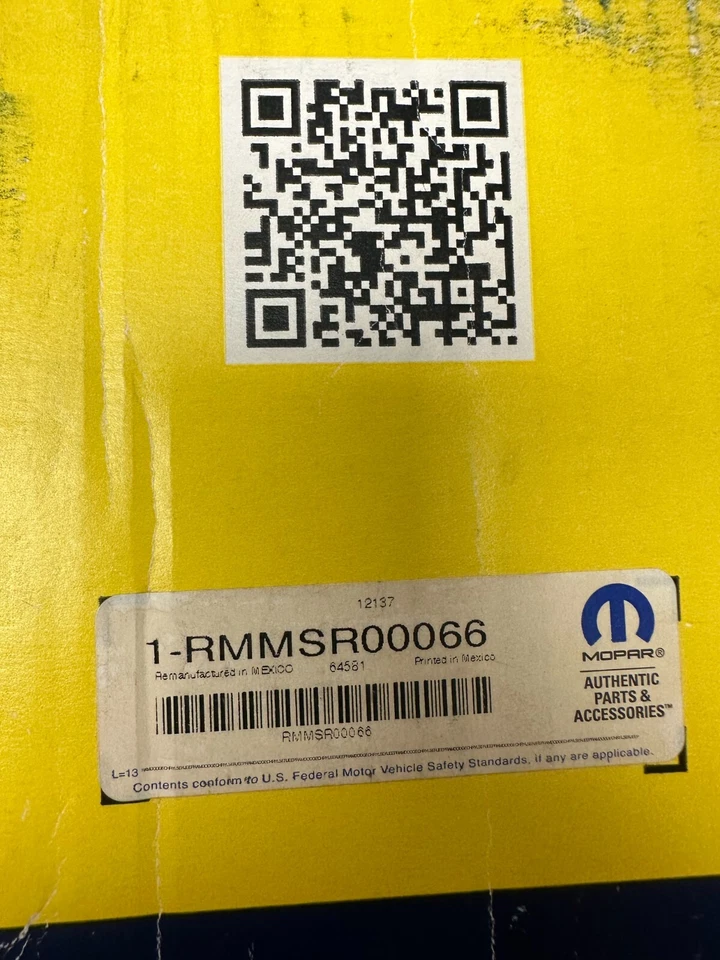 12137
1-RMMSR00066
Remanufactured in MEXICO 64581 Printed in Mexico
RMMSR00066
MOPAR®
AUTHENTIC
PARTS &
ACCESSORIES™
L=13
Contents conform to U.S. Federal Motor Vehicle Safety Standards, if any are applicable.